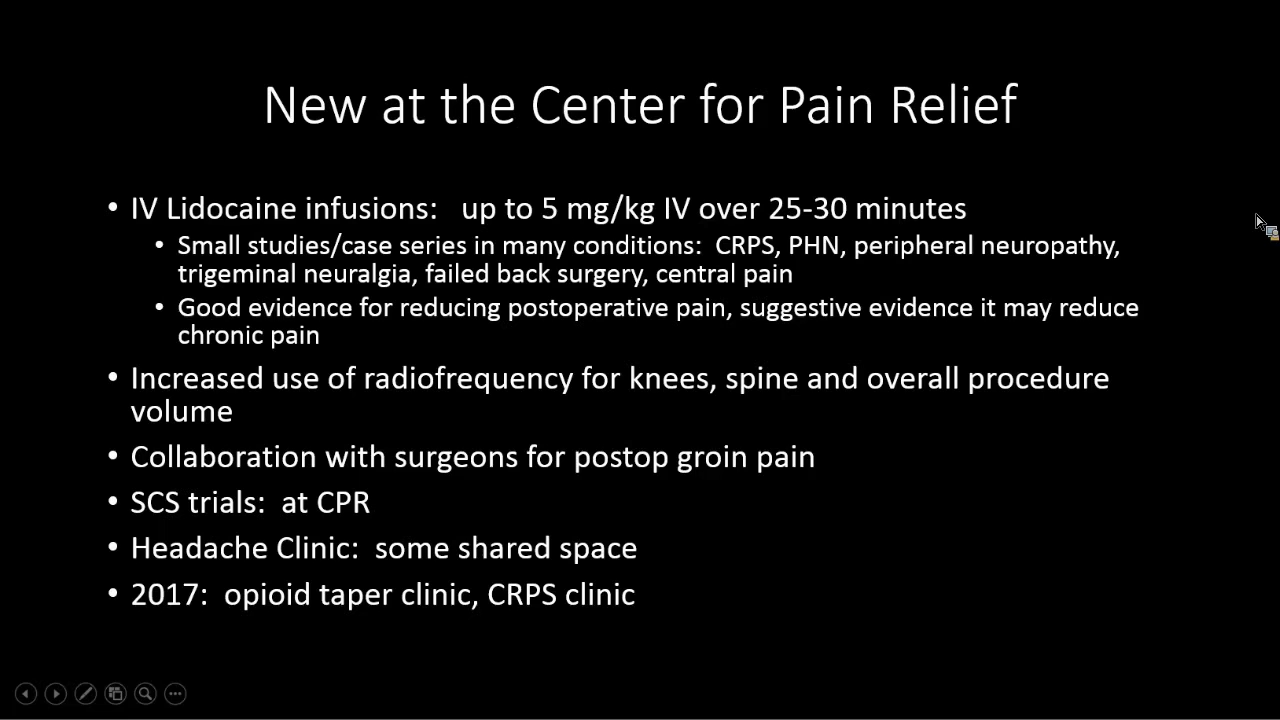 New at the Center for Pain Relief
• IV Lidocaine infusions: up to 5 mg/kg IV over 25-30 minutes
• Small studies/case series in many conditions: CRPS, PHN, peripheral neuropathy,
trigeminal neuralgia, failed back surgery, central pain
• Good evidence for reducing postoperative pain, suggestive evidence it may reduce
chronic pain
• Increased use of radiofrequency for knees, spine and overall procedure
volume
• Collaboration with surgeons for postop groin pain
• SCS trials: at CPR
• Headache Clinic: some shared space
• 2017: opioid taper clinic, CRPS clinic